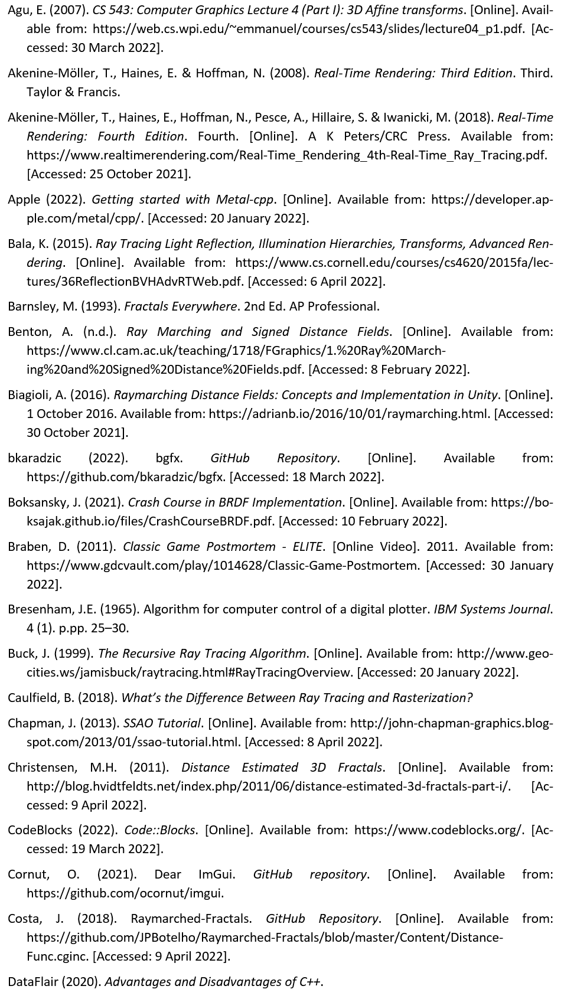 Agu, E. (2007). CS 543: Computer Graphics Lecture 4 (Part I): 3D Affine transforms. [Online]. Avail-
able from: https://web.cs.wpi.edu/~emmanuel/courses/cs543/slides/lecture04_p1.pdf. [Ac-
cessed: 30 March 2022].
Akenine-Möller, T., Haines, E. & Hoffman, N. (2008). Real-Time Rendering: Third Edition. Third.
Taylor & Francis.
Akenine-Möller, T., Haines, E., Hoffman, N., Pesce, A., Hillaire, S. & Iwanicki, M. (2018). Real-Time
Rendering: Fourth Edition. Fourth. [Online]. A K Peters/CRC Press. Available from:
https://www.realtimerendering.com/Real-Time_Rendering_4th-Real-Time_Ray_Tracing.pdf.
[Accessed: 25 October 2021].
Apple (2022). Getting started with Metal-cpp. [Online]. Available from: https://developer.ap-
ple.com/metal/cpp/. [Accessed: 20 January 2022].
Bala, K. (2015). Ray Tracing Light Reflection, Illumination Hierarchies, Transforms, Advanced Ren-
dering. [Online]. Available from: https://www.cs.cornell.edu/courses/cs4620/2015fa/lec-
tures/36ReflectionBVHAdvRTWeb.pdf. [Accessed: 6 April 2022].
Barnsley, M. (1993). Fractals Everywhere. 2nd Ed. AP Professional.
Benton, A. (n.d.). Ray Marching and Signed Distance Fields. [Online]. Available from:
https://www.cl.cam.ac.uk/teaching/1718/FGraphics/1.%20Ray%20March-
ing%20and%20Signed%20Distance%20Fields.pdf. [Accessed: 8 February 2022].
Biagioli, A. (2016). Raymarching Distance Fields: Concepts and Implementation in Unity. [Online].
1 October 2016. Available from: https://adrianb.io/2016/10/01/raymarching.html. [Accessed:
30 October 2021].
bkaradzic (2022). bgfx. GitHub Repository. [Online]. Available from:
https://github.com/bkaradzic/bgfx. [Accessed: 18 March 2022].
Boksansky, J. (2021). Crash Course in BRDF Implementation. [Online]. Available from: https://bo-
ksajak.github.io/files/CrashCourseBRDF.pdf. [Accessed: 10 February 2022].
Braben, D. (2011). Classic Game Postmortem - ELITE. [Online Video]. 2011. Available from:
https://www.gdcvault.com/play/1014628/Classic-Game-Postmortem. [Accessed: 30 January
2022].
Bresenham, J.E. (1965). Algorithm for computer control of a digital plotter. IBM Systems Journal.
4 (1). p.pp. 25–30.
Buck, J. (1999). The Recursive Ray Tracing Algorithm. [Online]. Available from: http://www.geo-
cities.ws/jamisbuck/raytracing.html#RayTracingOverview. [Accessed: 20 January 2022].
Caulfield, B. (2018). What’s the Difference Between Ray Tracing and Rasterization?
Chapman, J. (2013). SSAO Tutorial. [Online]. Available from: http://john-chapman-graphics.blog-
spot.com/2013/01/ssao-tutorial.html. [Accessed: 8 April 2022].
Christensen, M.H. (2011). Distance Estimated 3D Fractals. [Online]. Available from:
http://blog.hvidtfeldts.net/index.php/2011/06/distance-estimated-3d-fractals-part-i/. [Ac-
cessed: 9 April 2022].
CodeBlocks (2022). Code::Blocks. [Online]. Available from: https://www.codeblocks.org/. [Ac-
cessed: 19 March 2022].
Cornut, O. (2021). Dear ImGui. GitHub repository. [Online]. Available from:
https://github.com/ocornut/imgui.
Costa, J. (2018). Raymarched-Fractals. GitHub Repository. [Online]. Available from:
https://github.com/JPBotelho/Raymarched-Fractals/blob/master/Content/Distance-
Func.cginc. [Accessed: 9 April 2022].
DataFlair (2020). Advantages and Disadvantages of C++.